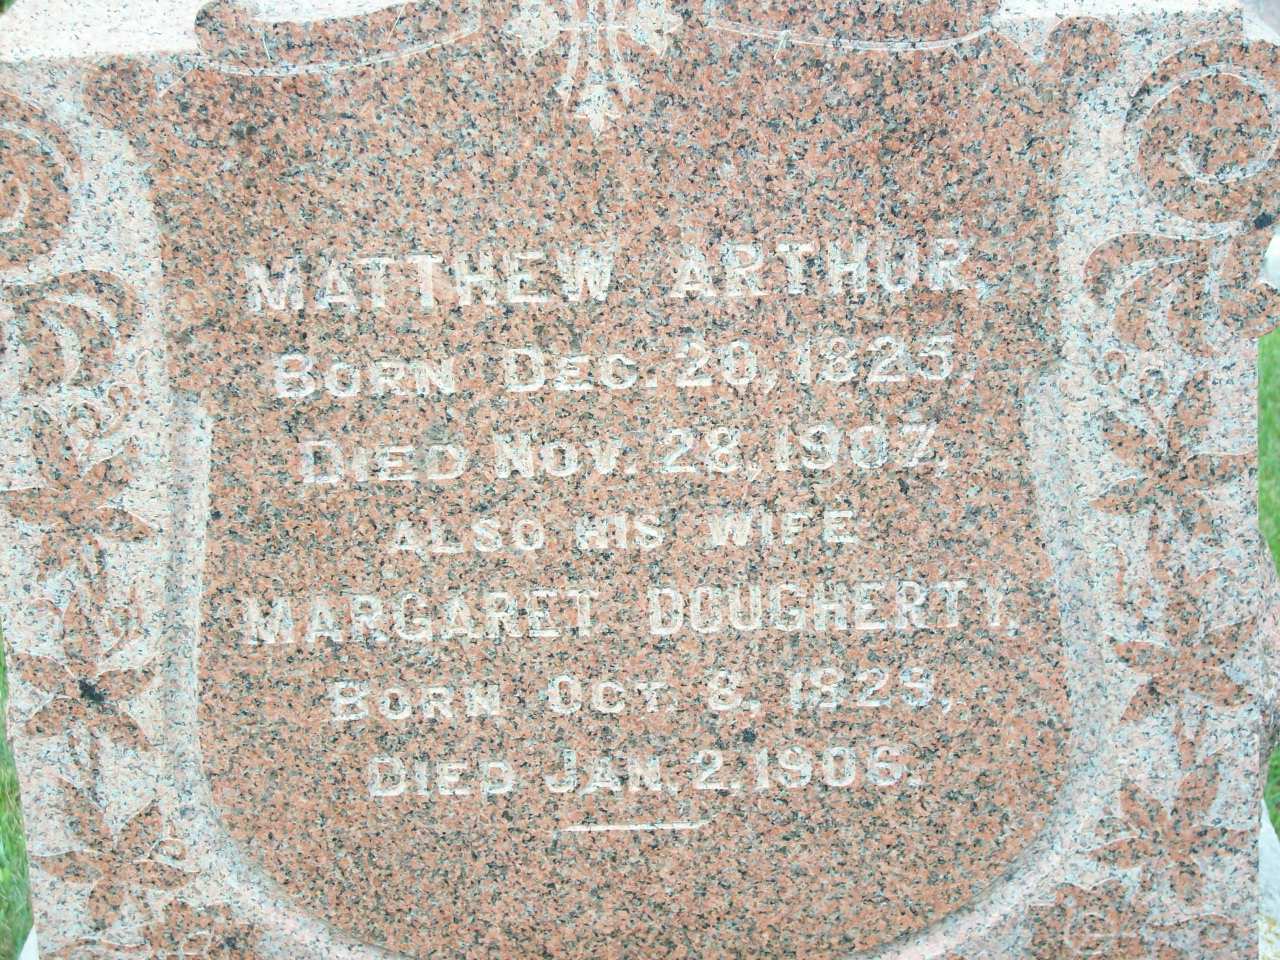 MATTHEW ARTHUR,
BORN DEC. 20, 1825,
DIED NOV. 28, 1907.
ALSO HIS WIFE
MARGARET DOUGHERTY.
BORN OCT. 8, 1828,
DIED JAN. 2, 1906.